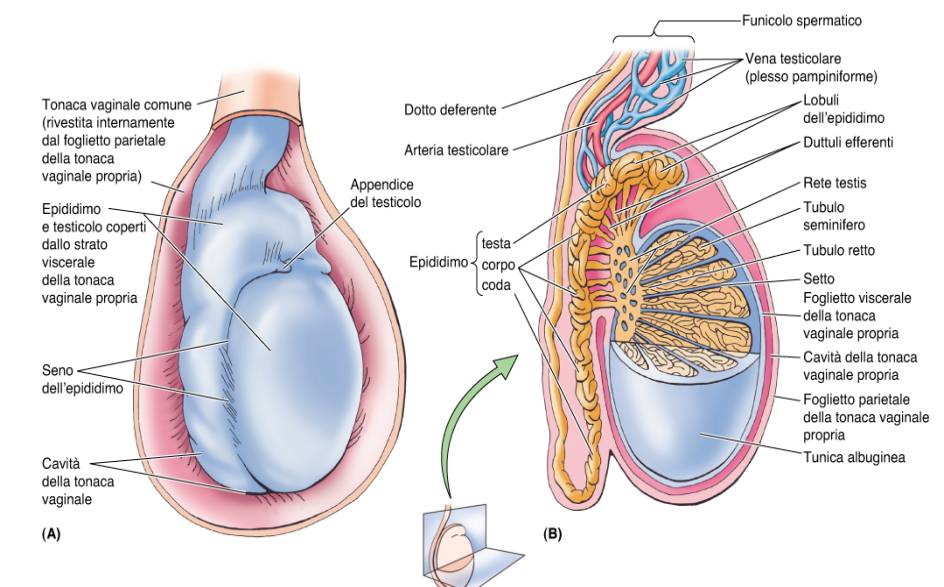 Tonaca vaginale comune
(rivestita internamente
dal foglietto parietale
della tonaca
vaginale propria)
Epididimo
e testicolo coperti
dallo strato
viscerale
della tonaca
vaginale propria
Appendice
del testicolo
Seno
dell'epididimo
Cavità
della tonaca
vaginale
(A)
Funicolo spermatico
Vena testicolare
(plesso pampiniforme)
Dotto deferente
Lobuli
dell'epididimo
Arteria testicolare
Duttuli efferenti
Rete testis
Tubulo
seminifero
Epididimo
testa
corpo
coda
Tubulo retto
Setto
Foglietto viscerale
della tonaca
vaginale propria
Cavità della tonaca
vaginale propria
Foglietto parietale
della tonaca vaginale
propria
Tunica albuginea
(B)